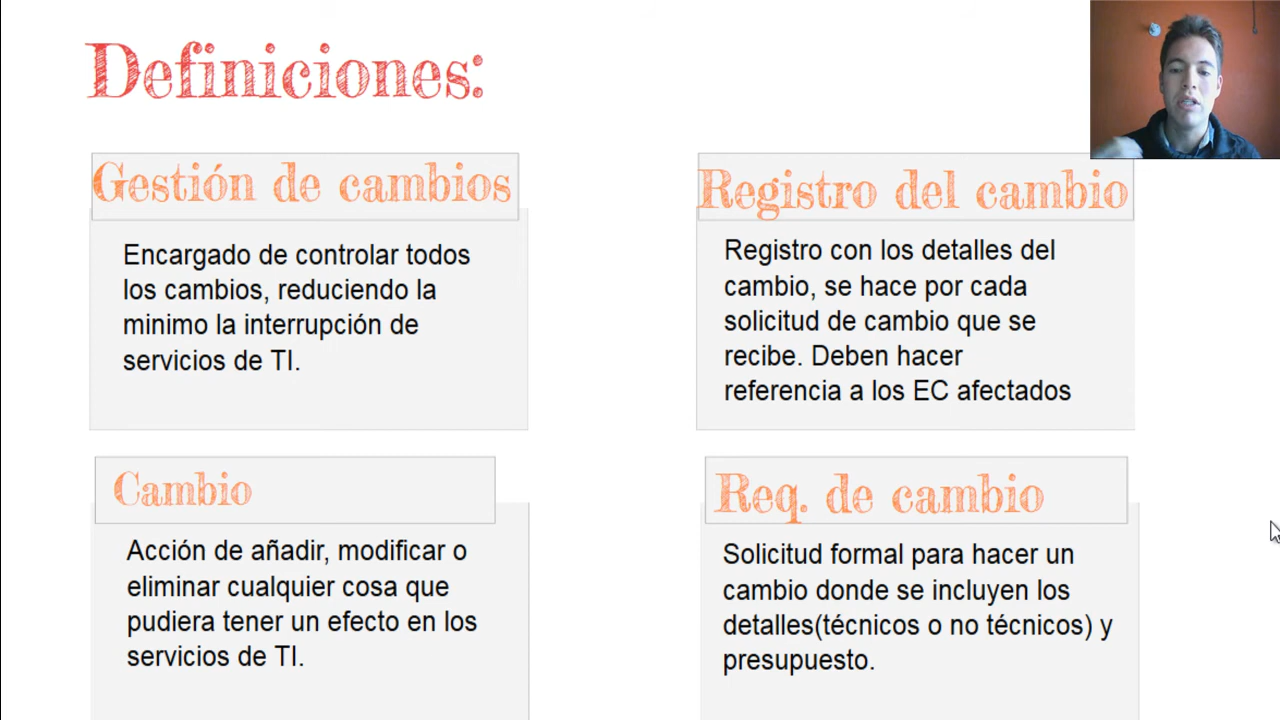 Definiciones:
Gestión de cambios
Encargado de controlar todos
los cambios, reduciendo la
minimo la interrupción de
servicios de TI.
Registro del cambio
Registro con los detalles del
cambio, se hace por cada
solicitud de cambio que se
recibe. Deben hacer
referencia a los EC afectados
Cambio
Acción de añadir, modificar o
eliminar cualquier cosa que
pudiera tener un efecto en los
servicios de TI.
Req. de cambio
Solicitud formal para hacer un
cambio donde se incluyen los
detalles(técnicos o no técnicos) y
presupuesto.